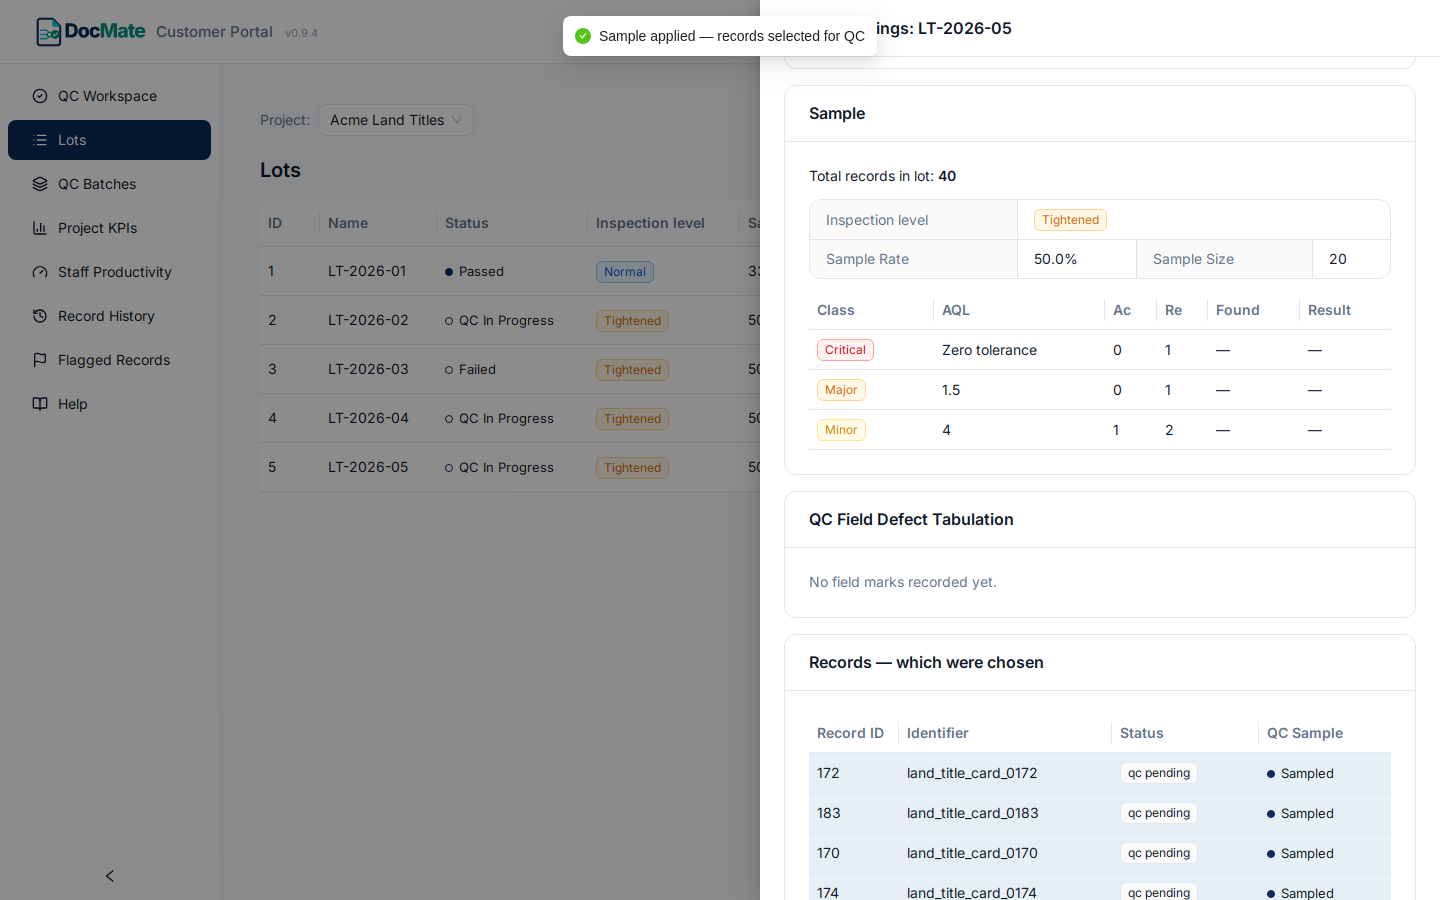 DocMate Customer Portal v0.9.4
Sample applied — records selected for QC
ings: LT-2026-05
QC Workspace
Lots
QC Batches
Project KPIs
Staff Productivity
Record History
Flagged Records
Help
Project: Acme Land Titles
Lots
ID Name Status Inspection level Sa
1 LT-2026-01 Passed Normal 33
2 LT-2026-02 QC In Progress Tightened 50
3 LT-2026-03 Failed Tightened 50
4 LT-2026-04 QC In Progress Tightened 50
5 LT-2026-05 QC In Progress Tightened 50
Sample
Total records in lot: 40
Inspection level Tightened
Sample Rate 50.0% Sample Size 20
Class AQL Ac Re Found Result
Critical Zero tolerance 0 1 — —
Major 1.5 0 1 — —
Minor 4 1 2 — —
QC Field Defect Tabulation
No field marks recorded yet.
Records — which were chosen
Record ID Identifier Status QC Sample
172 land_title_card_0172 qc pending Sampled
183 land_title_card_0183 qc pending Sampled
170 land_title_card_0170 qc pending Sampled
174 land_title_card_0174 qc pending Sampled